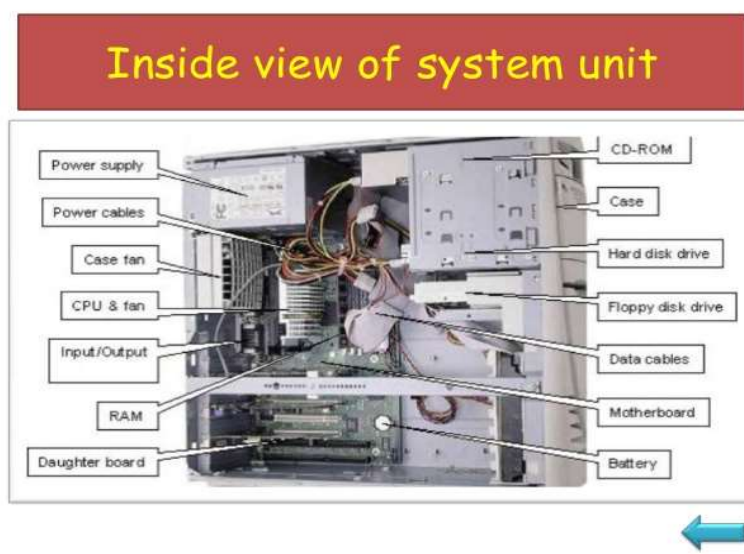 Inside view of system unit
Power supply
Power cables
Case fan
CPU & fan
Input/Output
RAM
Daughter board
CD-ROM
Case
Hard disk drive
Floppy disk drive
Data cables
Motherboard
Battery